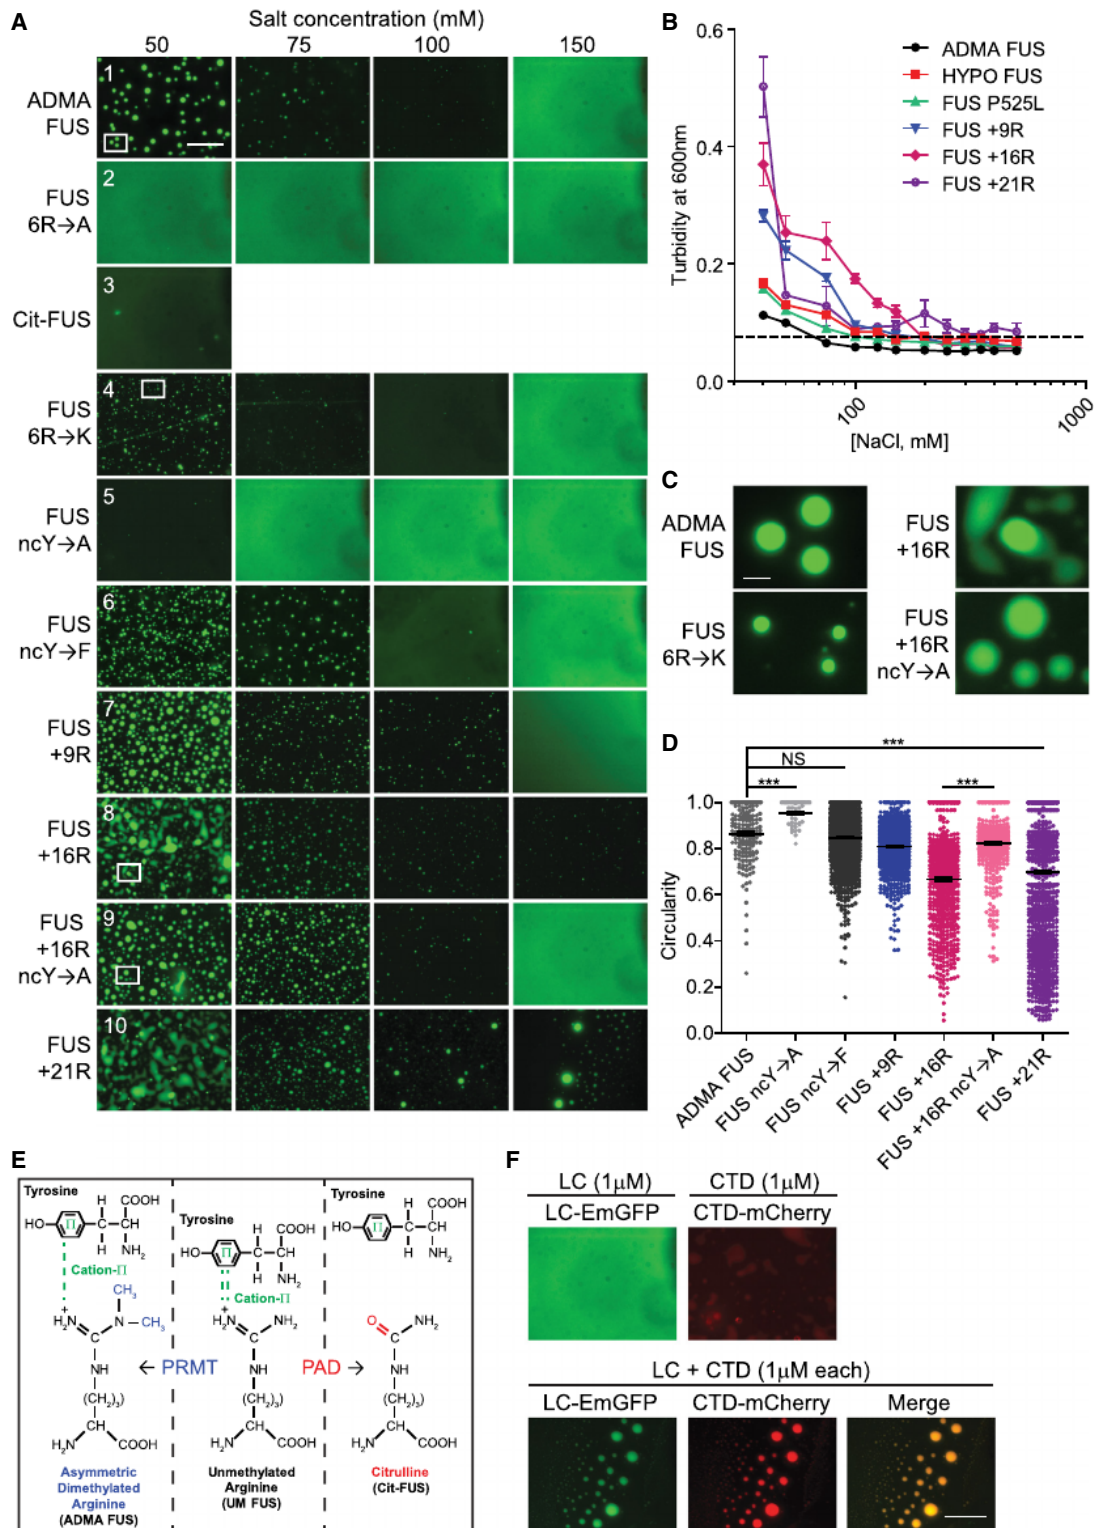 A
Salt concentration (mM)
50 75 100 150
1
ADMA
FUS
2
FUS
6R→A
3
Cit-FUS
4
FUS
6R→K
5
FUS
ncY→A
6
FUS
ncY→F
7
FUS
+9R
8
FUS
+16R
9
FUS
+16R
ncY→A
10
FUS
+21R
B
0.6
0.4
0.2
0.0
Turbidity at 600nm
100
1000
[NaCl, mM]
ADMA FUS
HYPO FUS
FUS P525L
FUS +9R
FUS +16R
FUS +21R
C
ADMA
FUS
FUS
+16R
FUS
6R→K
FUS
+16R
ncY→A
D
***
NS
*** ***
1.0
0.8
0.6
0.4
0.2
0.0
Circularity
ADMA FUS
FUS ncY→A
FUS ncY→F
FUS +9R
FUS +16R
FUS +16R ncY→A
FUS +21R
E
Tyrosine
H COOH
HO Π C C
H NH₂
Cation-Π
CH₃
+
H₂N N CH₃
C
NH
(CH₂)₃)
CH
H₂N COOH
Asymmetric
Dimethylated
Arginine
(ADMA FUS)
← PRMT
Tyrosine
H COOH
HO Π C C H
H NH₂
Cation-Π
+
H₂N NH₂
C
NH
(CH₂)₃)
CH
H₂N COOH
Unmethylated
Arginine
(UM FUS)
PAD →
Tyrosine
H COOH
HO Π C C H
H NH₂
O NH₂
C
NH
(CH₂)₃)
CH
H₂N COOH
Citrulline
(Cit-FUS)
F
LC (1μM) CTD (1μM)
LC-EmGFP CTD-mCherry
LC + CTD (1μM each)
LC-EmGFP CTD-mCherry Merge